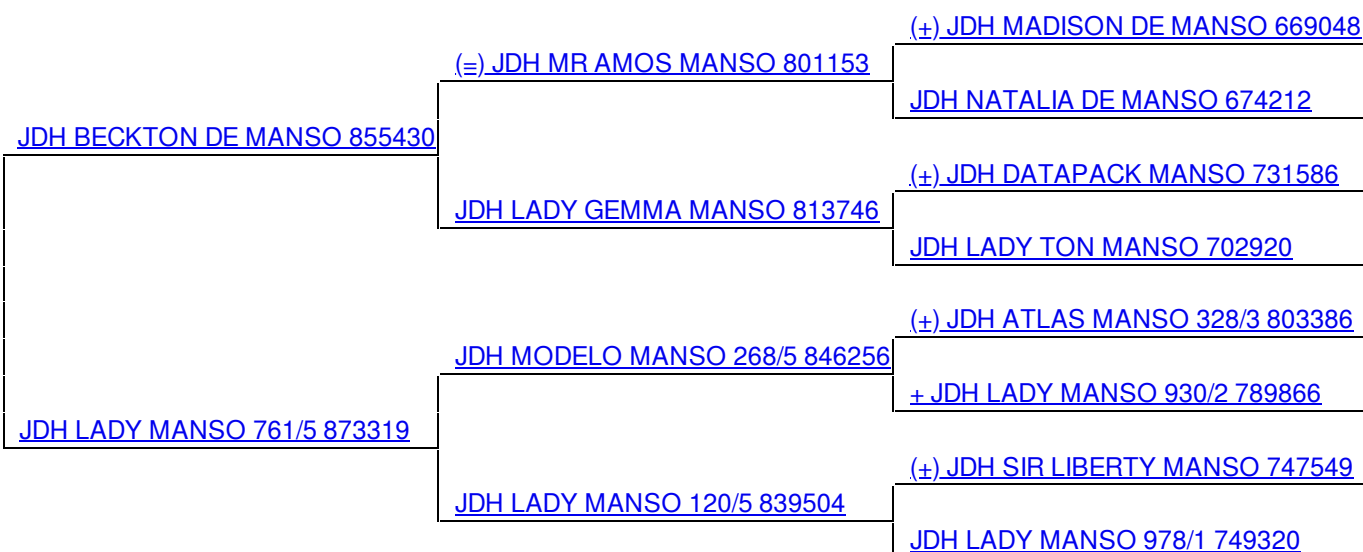 (±) JDH MADISON DE MANSO 669048
(=) JDH MR AMOS MANSO 801153
JDH NATALIA DE MANSO 674212
JDH BECKTON DE MANSO 855430
(±) JDH DATAPACK MANSO 731586
JDH LADY GEMMA MANSO 813746
JDH LADY TON MANSO 702920
(±) JDH ATLAS MANSO 328/3 803386
JDH MODELO MANSO 268/5 846256
+ JDH LADY MANSO 930/2 789866
JDH LADY MANSO 761/5 873319
(±) JDH SIR LIBERTY MANSO 747549
JDH LADY MANSO 120/5 839504
JDH LADY MANSO 978/1 749320